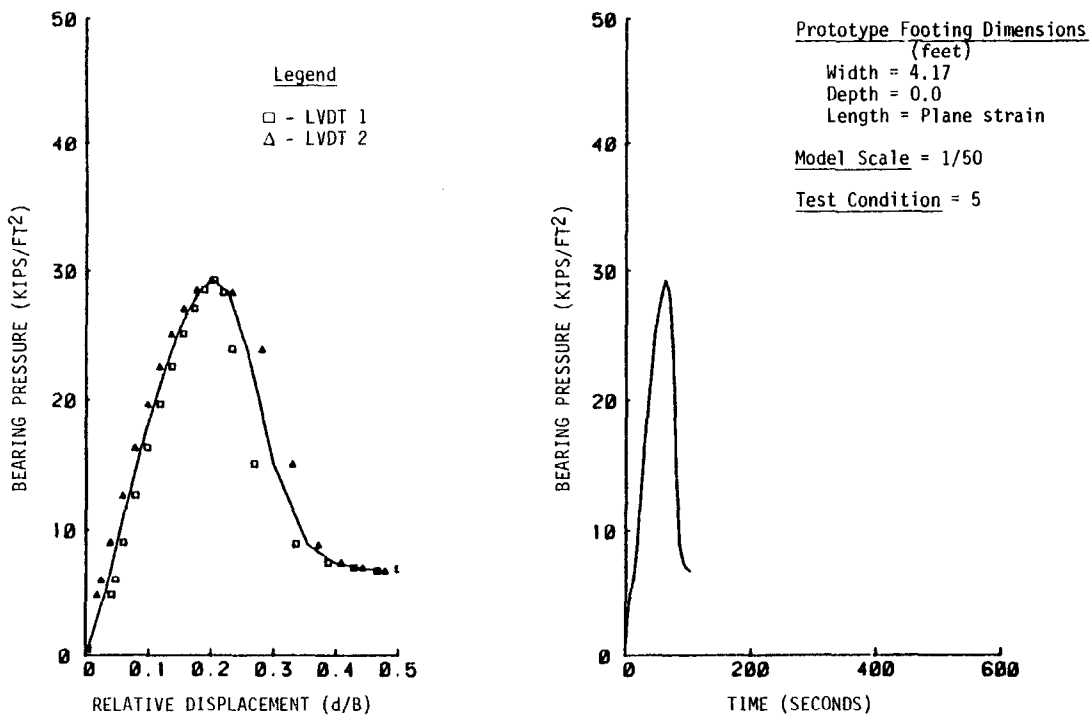 50
40
30
20
10
0
BEARING PRESSURE (KIPS/FT²)
Legend
□ - LVDT 1
△ - LVDT 2
0 0.1 0.2 0.3 0.4 0.5
RELATIVE DISPLACEMENT (d/B)
50
40
30
20
10
0
BEARING PRESSURE (KIPS/FT²)
Prototype Footing Dimensions
(feet)
Width = 4.17
Depth = 0.0
Length = Plane strain
Model Scale = 1/50
Test Condition = 5
0 200 400 600
TIME (SECONDS)